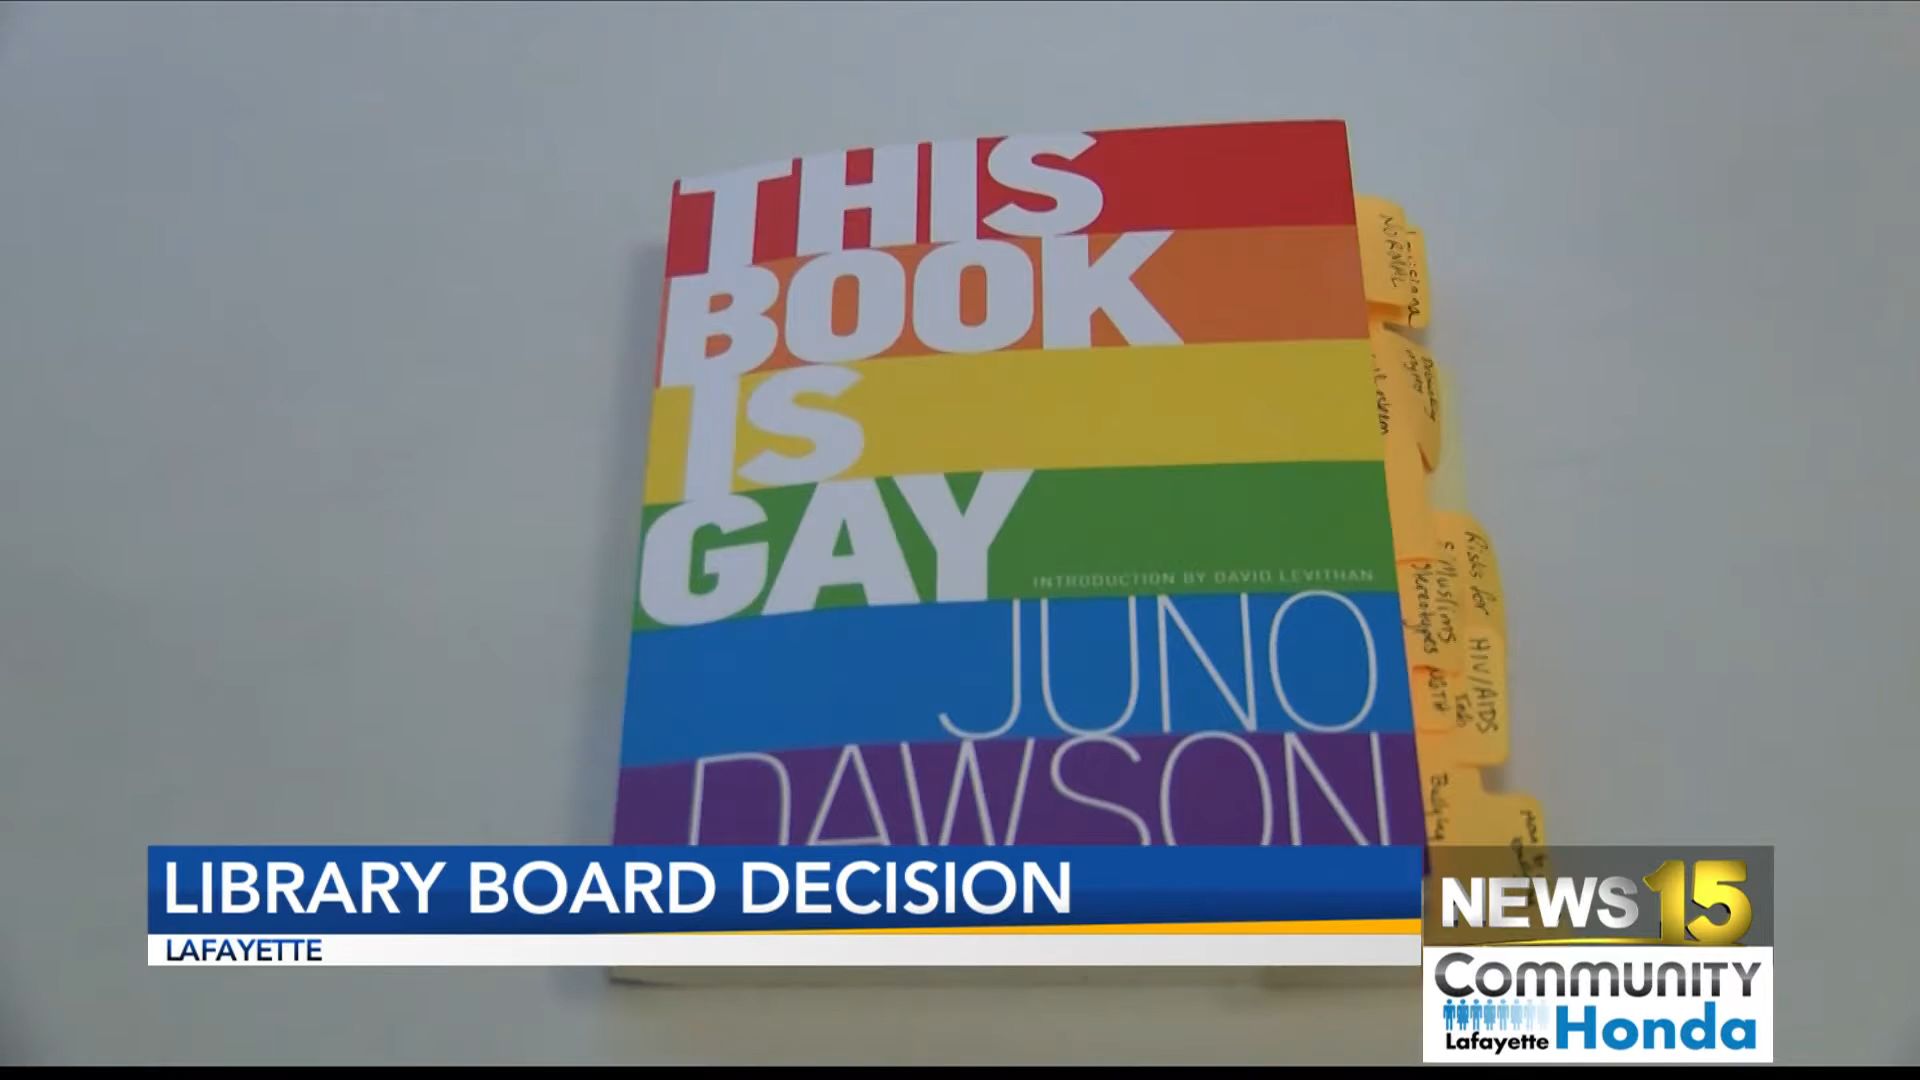 THIS
BOOK
IS
GAY
INTRODUCTION BY DAVID LEVITHAN
JUNO
DAWSON
NORMAL
Risks for HIV/AIDS
Muslims
Stereotypes
Bullying
LIBRARY BOARD DECISION
LAFAYETTE
NEWS 15
COMMUNITY
Lafayette Honda